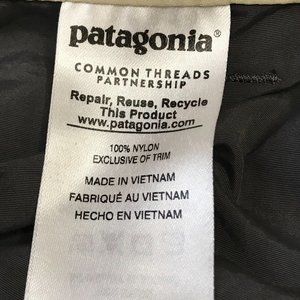 patagonia®
COMMON THREADS
PARTNERSHIP
Repair, Reuse, Recycle
This Product
www.patagonia.com
100% NYLON
EXCLUSIVE OF TRIM
MADE IN VIETNAM
FABRIQUÉ AU VIETNAM
HECHO EN VIETNAM